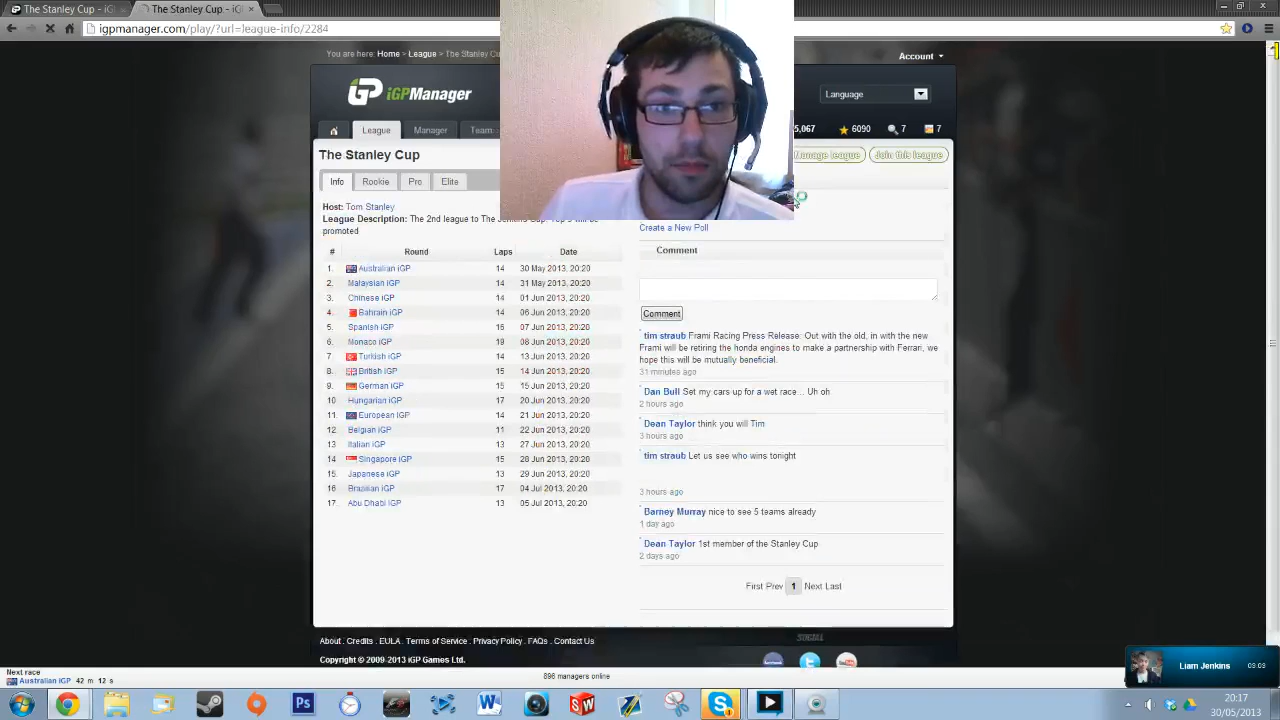 The Stanley Cup - iGP
The Stanley Cup - iGP
igpmanager.com/play/?url=league-info/2284
You are here: Home › League › The Stanley Cup
Account
iGPManager
Language
League
Manager
Team
5,067
6090
7
7
The Stanley Cup
Manage league
Join this league
Info
Rookie
Pro
Elite
Host: Tom Stanley
League Description: The 2nd league to The Jenkins Cup. Top 3 will be
promoted
Create a New Poll
# Round Laps Date
1. Australian iGP 14 30 May 2013, 20:20
2. Malaysian iGP 14 31 May 2013, 20:20
3. Chinese iGP 14 01 Jun 2013, 20:20
4. Bahrain iGP 14 06 Jun 2013, 20:20
5. Spanish iGP 16 07 Jun 2013, 20:20
6. Monaco iGP 19 08 Jun 2013, 20:20
7. Turkish iGP 14 13 Jun 2013, 20:20
8. British iGP 15 14 Jun 2013, 20:20
9. German iGP 15 15 Jun 2013, 20:20
10 Hungarian iGP 17 20 Jun 2013, 20:20
11. European iGP 14 21 Jun 2013, 20:20
12. Belgian iGP 11 22 Jun 2013, 20:20
13. Italian iGP 13 27 Jun 2013, 20:20
14 Singapore iGP 15 28 Jun 2013, 20:20
15. Japanese iGP 13 29 Jun 2013, 20:20
16 Brazilian iGP 17 04 Jul 2013, 20:20
17. Abu Dhabi iGP 13 05 Jul 2013, 20:20
Comment
Comment
tim straub Frami Racing Press Release: Out with the old, in with the new
Frami will be retiring the honda engines to make a partnership with Ferrari, we
hope this will be mutually beneficial.
31 minutes ago
Dan Bull Set my cars up for a wet race... Uh oh
2 hours ago
Dean Taylor think you will Tim
3 hours ago
tim straub Let us see who wins tonight
3 hours ago
Barney Murray nice to see 5 teams already
1 day ago
Dean Taylor 1st member of the Stanley Cup
2 days ago
First Prev 1 Next Last
About . Credits . EULA . Terms of Service . Privacy Policy . FAQs . Contact Us
SOCIAL
Copyright © 2009-2013 iGP Games Ltd.
Liam Jenkins 09:09
Next race
Australian iGP 42 m 12 s
896 managers online
20:17
30/05/2013